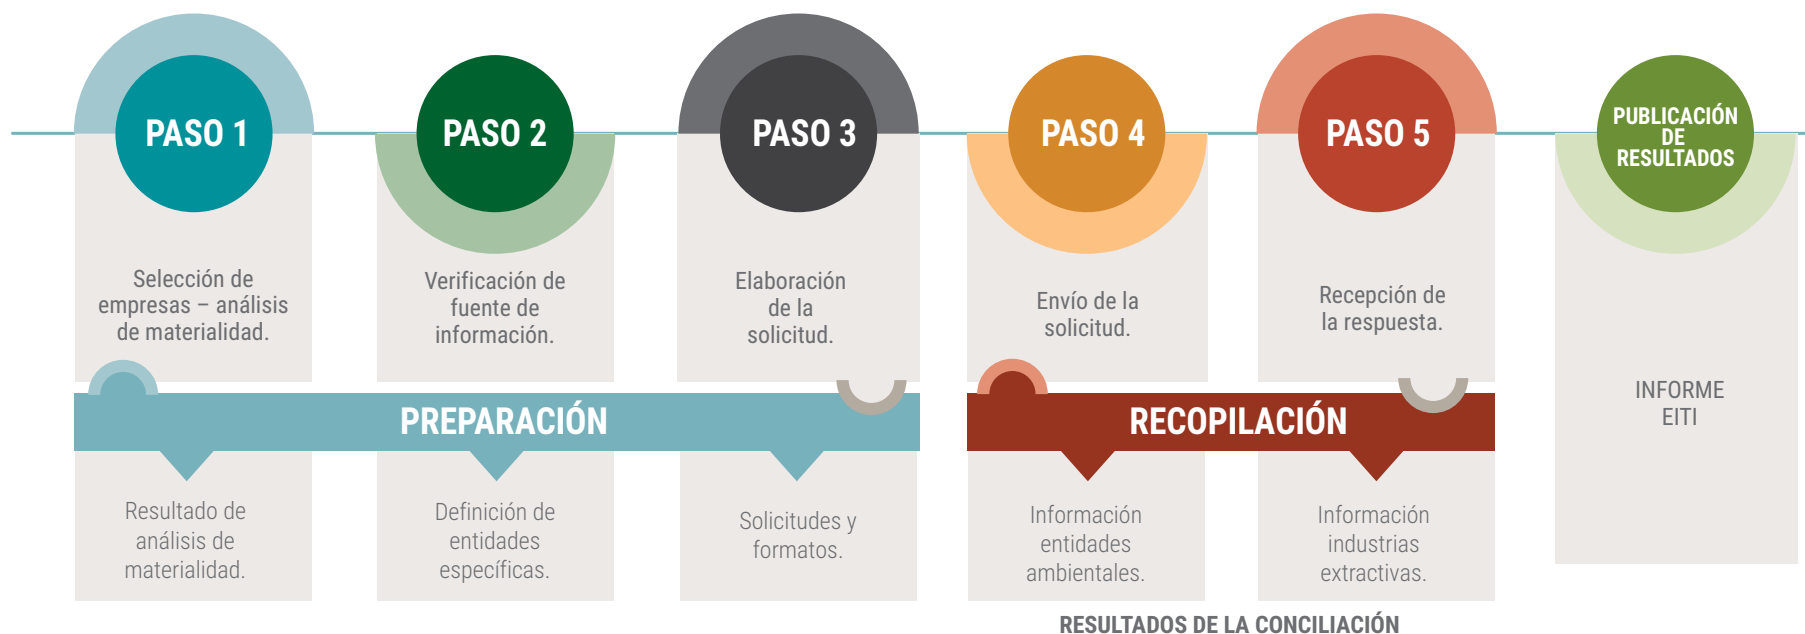 PASO 1
PASO 2
PASO 3
PASO 4
PASO 5
PUBLICACIÓN
DE
RESULTADOS
Selección de
empresas – análisis
de materialidad.
Verificación de
fuente de
información.
Elaboración
de la
solicitud.
Envío de la
solicitud.
Recepción de
la respuesta.
INFORME
EITI
PREPARACIÓN
RECOPILACIÓN
Resultado de
análisis de
materialidad.
Definición de
entidades
específicas.
Solicitudes y
formatos.
Información
entidades
ambientales.
Información
industrias
extractivas.
RESULTADOS DE LA CONCILIACIÓN